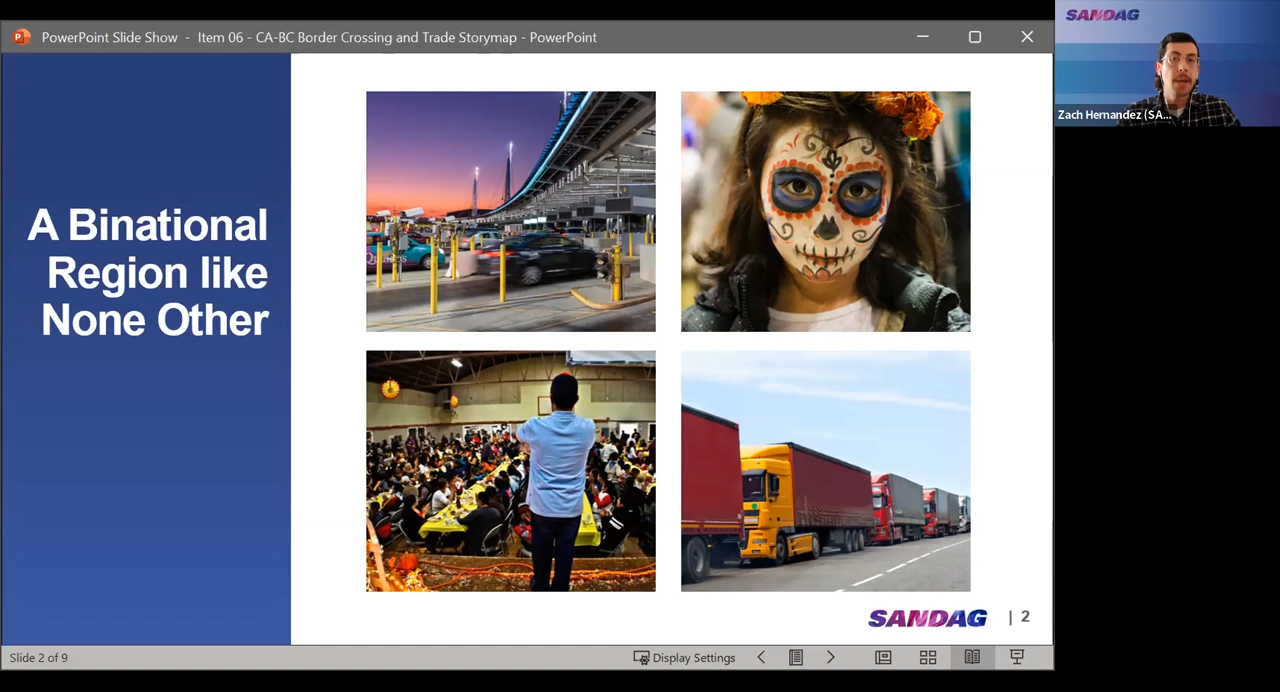 PowerPoint Slide Show - Item 06 - CA-BC Border Crossing and Trade Storymap - PowerPoint
SANDAG
Zach Hernandez (SA...
A Binational
Region like
None Other
SANDAG
| 2
Slide 2 of 9
Display Settings